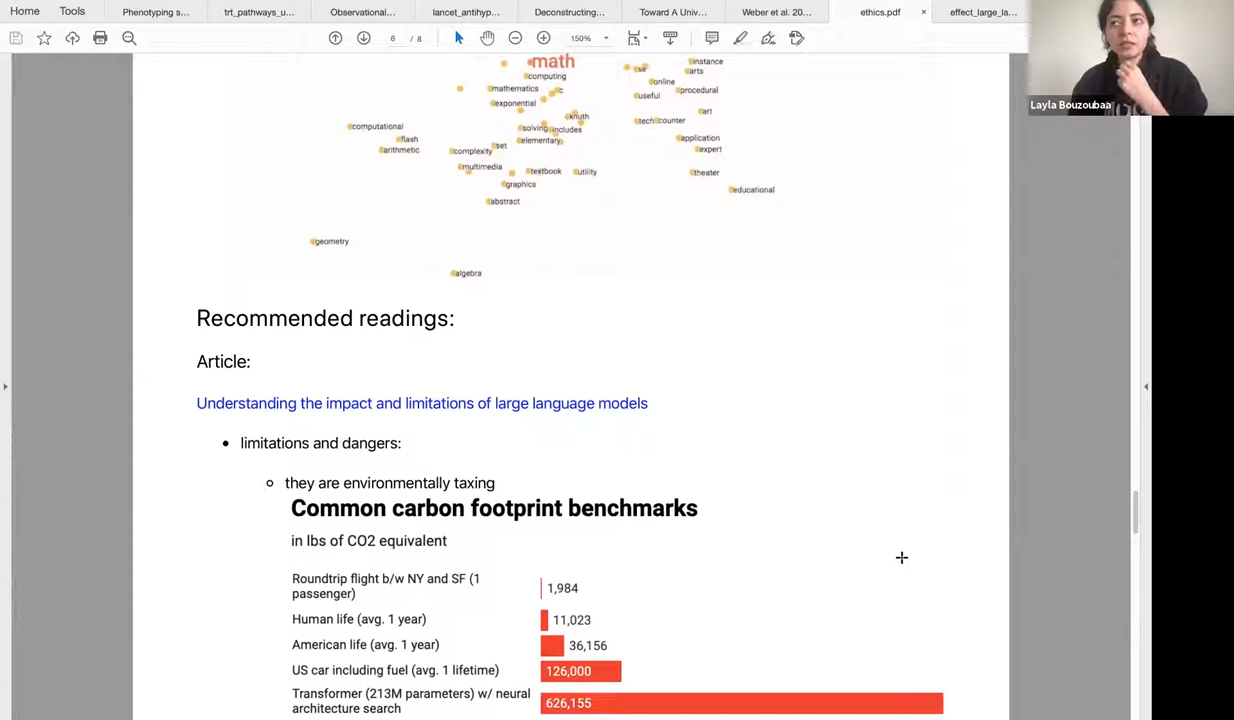 Home
Tools
Phenotyping s...
trt_pathways_u...
Observational...
lancet_antihyp...
Deconstructing...
Toward A Univ...
Weber et al. 20...
ethics.pdf
×
effect_large_la...
6 / 8
150%
Layla Bouzoubaa
math
computing
mathematics
c
exponential
knuth
solving
includes
elementary
computational
flash
arithmetic
set
complexity
multimedia
textbook
utility
graphics
abstract
geometry
algebra
instance
se
arts
online
procedural
useful
art
tech
counter
application
expert
theater
educational
Recommended readings:
Article:
Understanding the impact and limitations of large language models
• limitations and dangers:
they are environmentally taxing
Common carbon footprint benchmarks
in lbs of CO2 equivalent
Roundtrip flight b/w NY and SF (1
passenger)
1,984
Human life (avg. 1 year)
11,023
American life (avg. 1 year)
36,156
US car including fuel (avg. 1 lifetime)
126,000
Transformer (213M parameters) w/ neural
architecture search
626,155